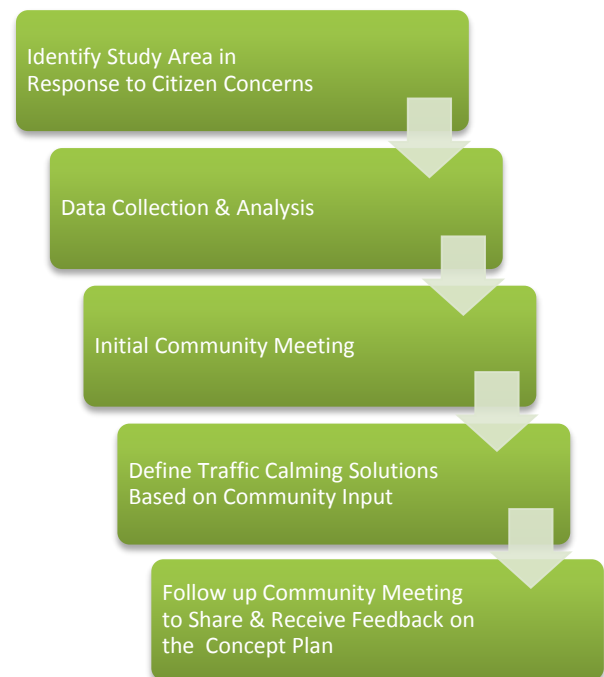 Identify Study Area in
Response to Citizen Concerns
Data Collection & Analysis
Initial Community Meeting
Define Traffic Calming Solutions
Based on Community Input
Follow up Community Meeting
to Share & Receive Feedback on
the Concept Plan